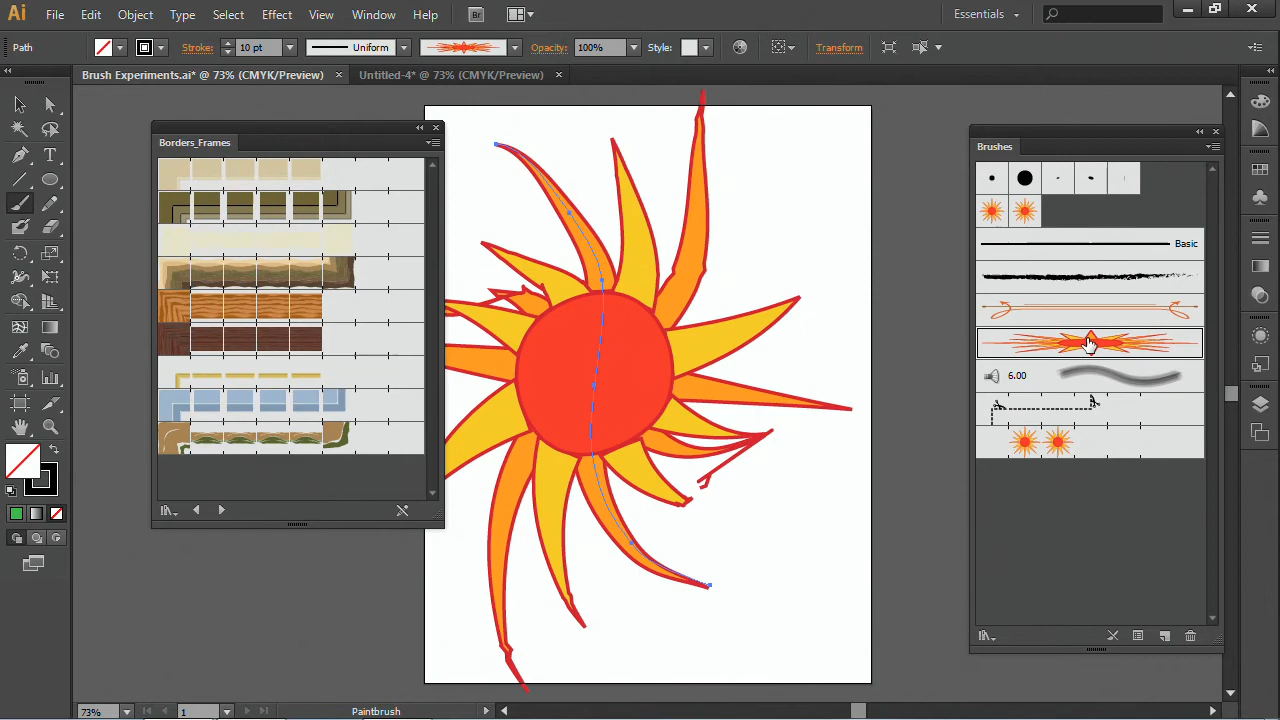 Ai File Edit Object Type Select Effect View Window Help Br Essentials
Path Stroke: 10 pt Uniform Opacity: 100% Style: Transform
Brush Experiments.ai* @ 73% (CMYK/Preview) Untitled-4* @ 73% (CMYK/Preview)
Borders_Frames
Brushes
Basic
6.00
73% 1 Paintbrush